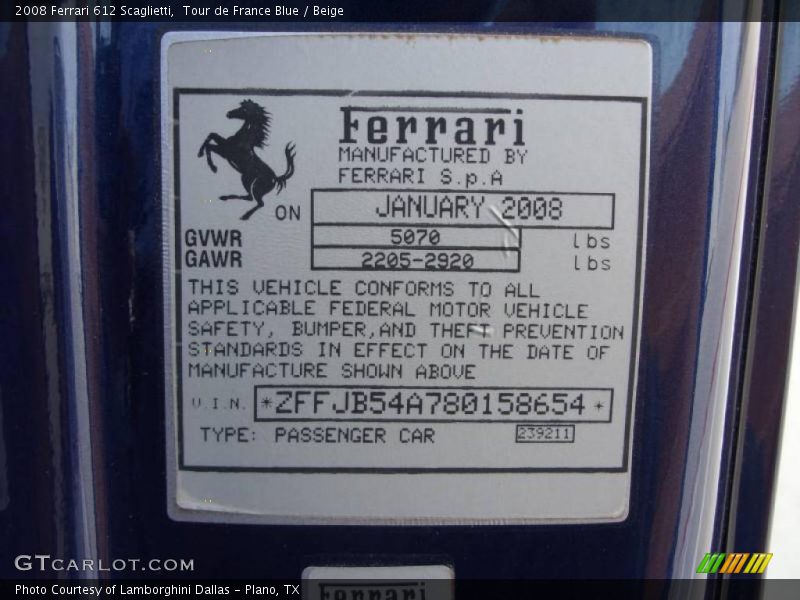 2008 Ferrari 612 Scaglietti,  Tour de France Blue / Beige
Ferrari
MANUFACTURED BY
FERRARI S.p.A
ON JANUARY 2008
GVWR 5070 lbs
GAWR 2205-2920 lbs
THIS VEHICLE CONFORMS TO ALL
APPLICABLE FEDERAL MOTOR VEHICLE
SAFETY, BUMPER,AND THEFT PREVENTION
STANDARDS IN EFFECT ON THE DATE OF
MANUFACTURE SHOWN ABOVE
V.I.N. *ZFFJB54A780158654*
TYPE: PASSENGER CAR 239211
GTCARLOT.COM
Photo Courtesy of Lamborghini Dallas - Plano, TX
Ferrari